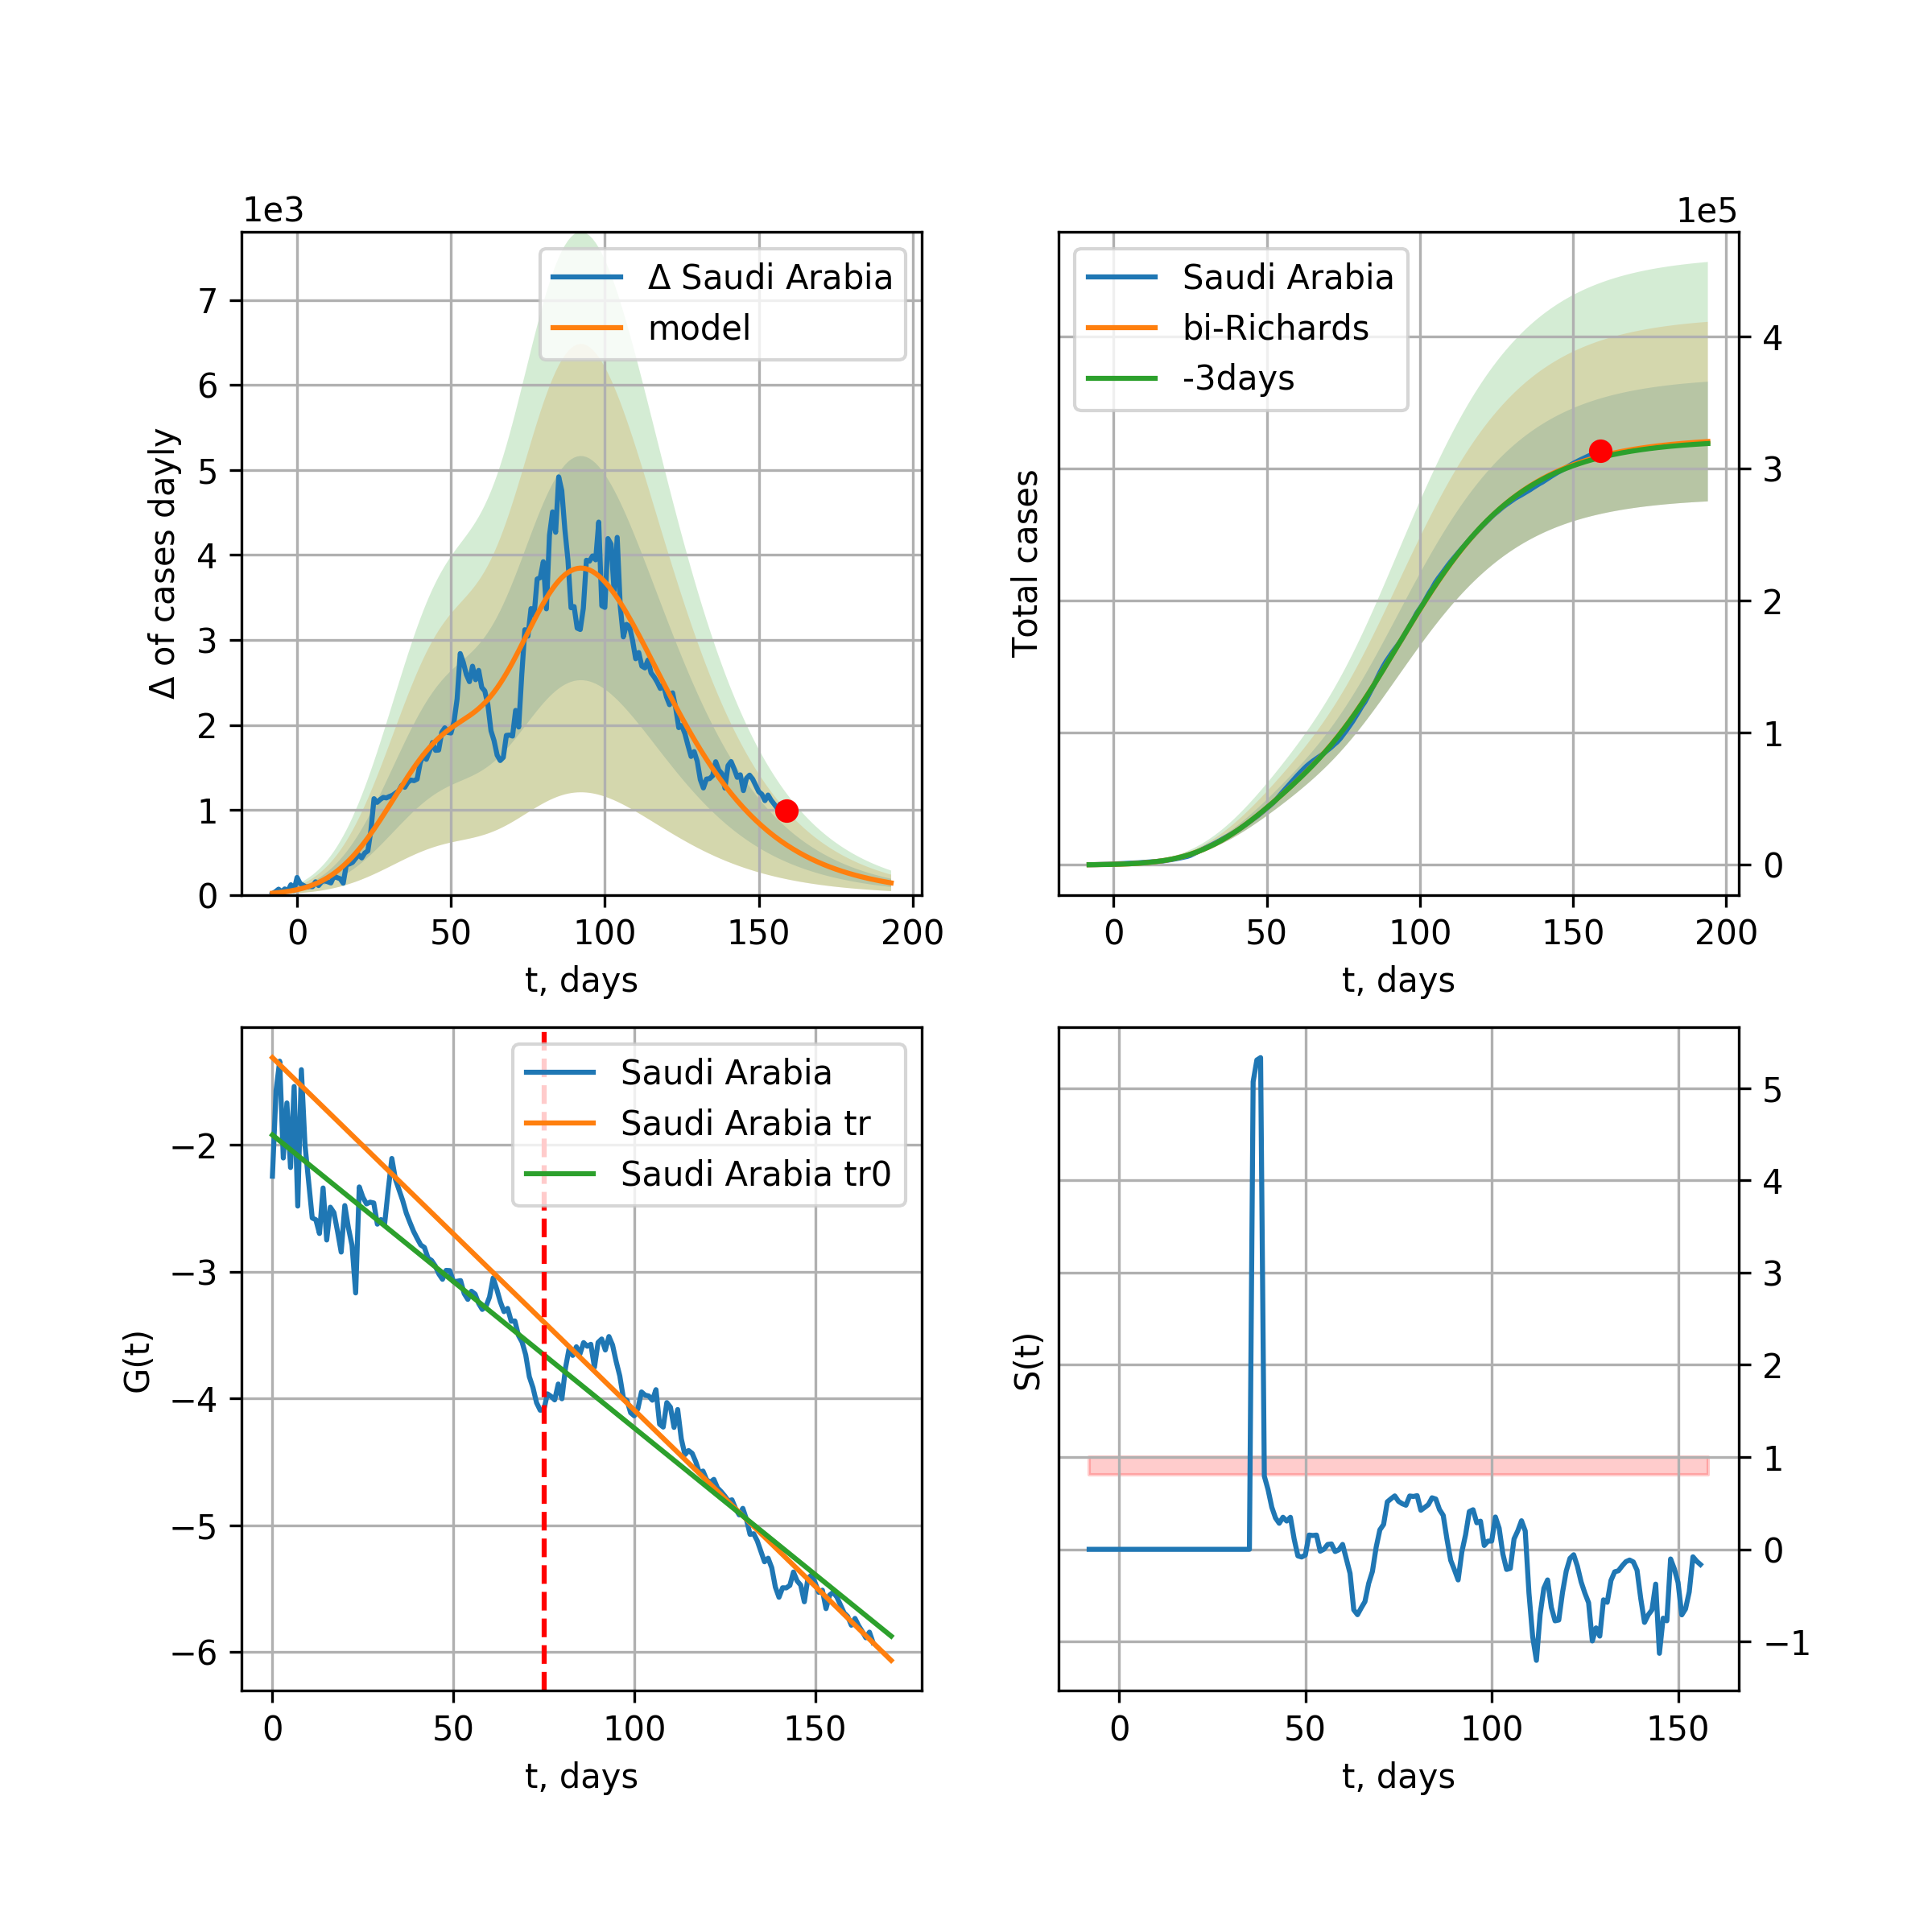 1e3
Δ of cases dayly
7
6
5
4
3
2
1
0
Δ Saudi Arabia
model
0 50 100 150 200
t, days
1e5
Total cases
Saudi Arabia
bi-Richards
-3days
4
3
2
1
0
0 50 100 150 200
t, days
G(t)
−2
−3
−4
−5
−6
Saudi Arabia
Saudi Arabia tr
Saudi Arabia tr0
0 50 100 150
t, days
S(t)
5
4
3
2
1
0
−1
0 50 100 150
t, days